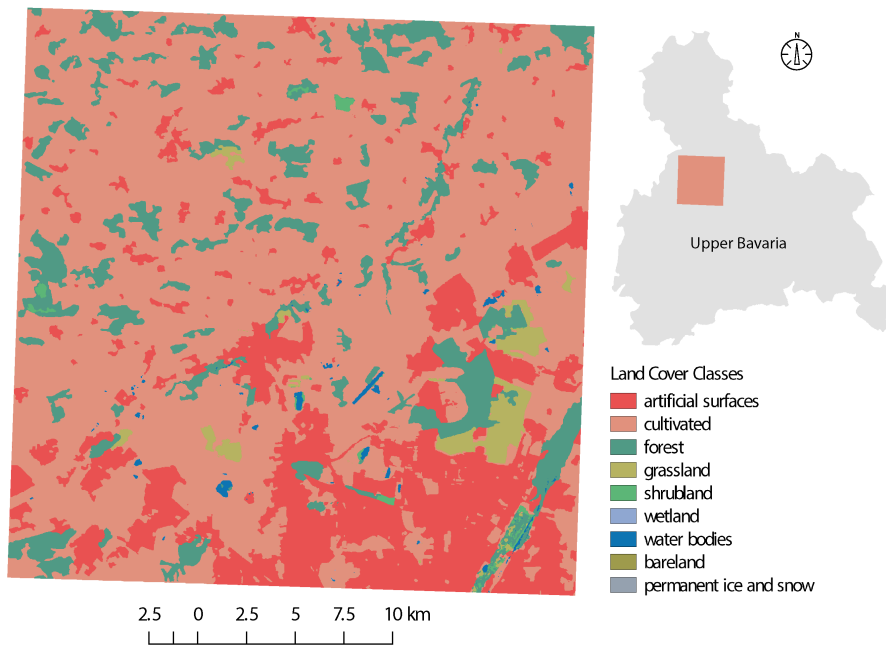 N
Upper Bavaria
Land Cover Classes
artificial surfaces
cultivated
forest
grassland
shrubland
wetland
water bodies
bareland
permanent ice and snow
2.5 0 2.5 5 7.5 10 km